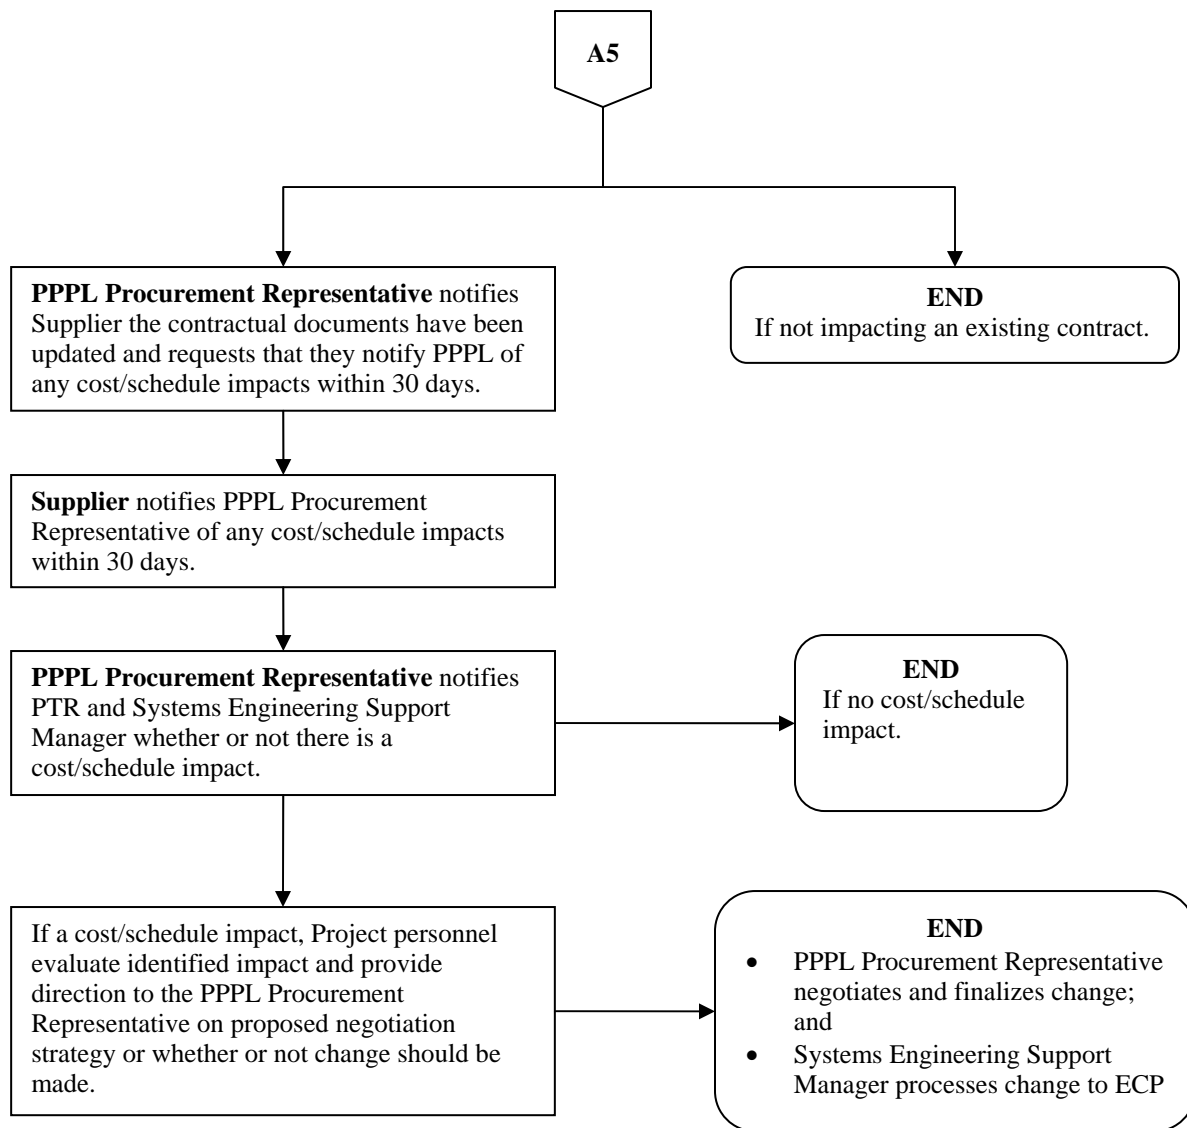 A5
PPPL Procurement Representative notifies
Supplier the contractual documents have been
updated and requests that they notify PPPL of
any cost/schedule impacts within 30 days.
END
If not impacting an existing contract.
Supplier notifies PPPL Procurement
Representative of any cost/schedule impacts
within 30 days.
PPPL Procurement Representative notifies
PTR and Systems Engineering Support
Manager whether or not there is a
cost/schedule impact.
END
If no cost/schedule
impact.
If a cost/schedule impact, Project personnel
evaluate identified impact and provide
direction to the PPPL Procurement
Representative on proposed negotiation
strategy or whether or not change should be
made.
END
• PPPL Procurement Representative
negotiates and finalizes change;
and
• Systems Engineering Support
Manager processes change to ECP